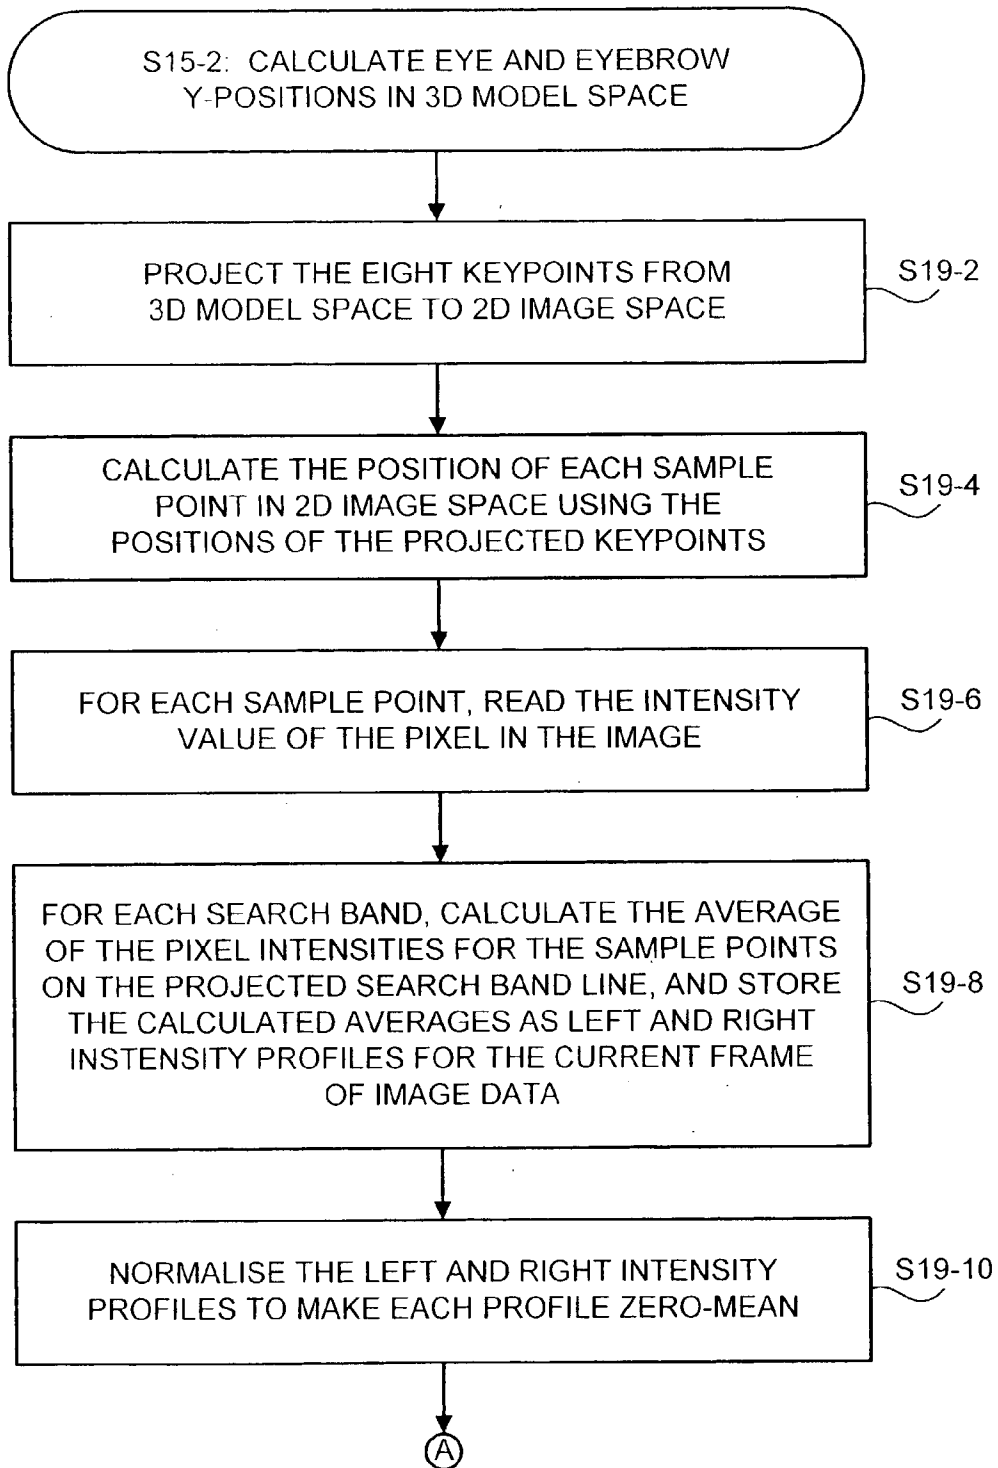 S15-2: CALCULATE EYE AND EYEBROW
Y-POSITIONS IN 3D MODEL SPACE
PROJECT THE EIGHT KEYPOINTS FROM
3D MODEL SPACE TO 2D IMAGE SPACE
S19-2
CALCULATE THE POSITION OF EACH SAMPLE
POINT IN 2D IMAGE SPACE USING THE
POSITIONS OF THE PROJECTED KEYPOINTS
S19-4
FOR EACH SAMPLE POINT, READ THE INTENSITY
VALUE OF THE PIXEL IN THE IMAGE
S19-6
FOR EACH SEARCH BAND, CALCULATE THE AVERAGE
OF THE PIXEL INTENSITIES FOR THE SAMPLE POINTS
ON THE PROJECTED SEARCH BAND LINE, AND STORE
THE CALCULATED AVERAGES AS LEFT AND RIGHT
INSTENSITY PROFILES FOR THE CURRENT FRAME
OF IMAGE DATA
S19-8
NORMALISE THE LEFT AND RIGHT INTENSITY
PROFILES TO MAKE EACH PROFILE ZERO-MEAN
S19-10
A